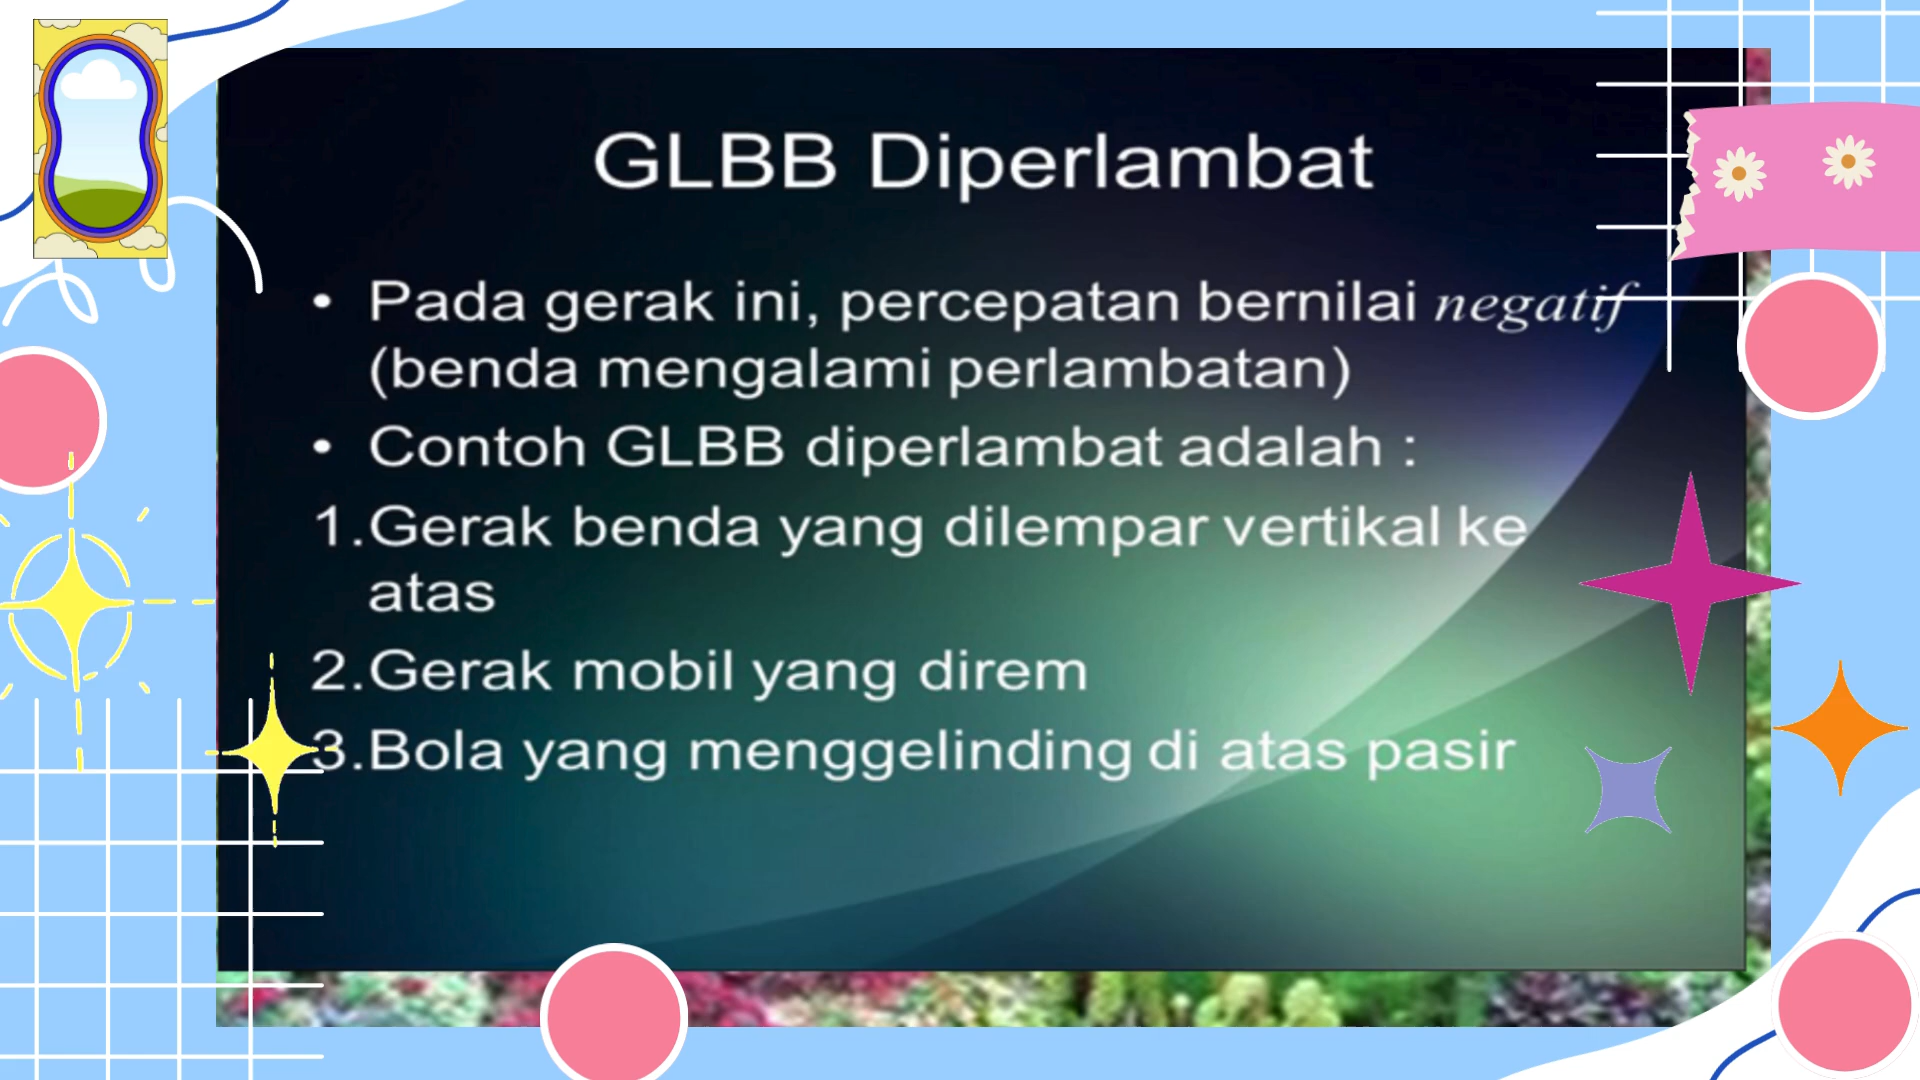 GLBB Diperlambat
• Pada gerak ini, percepatan bernilai negatif
(benda mengalami perlambatan)
• Contoh GLBB diperlambat adalah :
1.Gerak benda yang dilempar vertikal ke
atas
2.Gerak mobil yang direm
3.Bola yang menggelinding di atas pasir